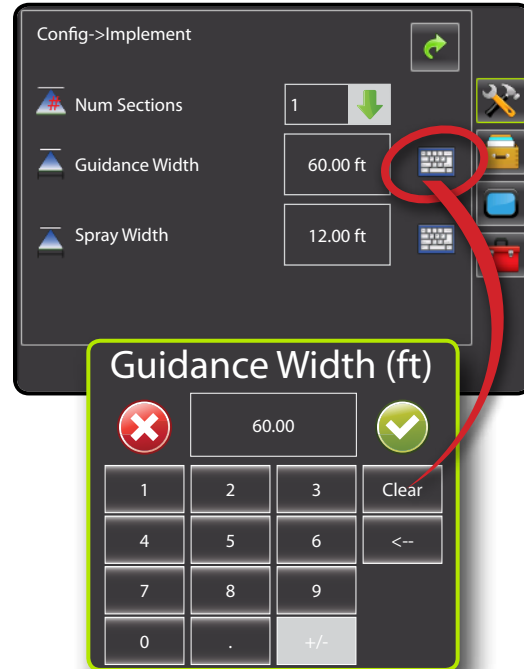 Config->Implement
Num Sections 1
Guidance Width 60.00 ft
Spray Width 12.00 ft
Guidance Width (ft)
60.00
1 2 3 Clear
4 5 6 <--
7 8 9
0 . +/-